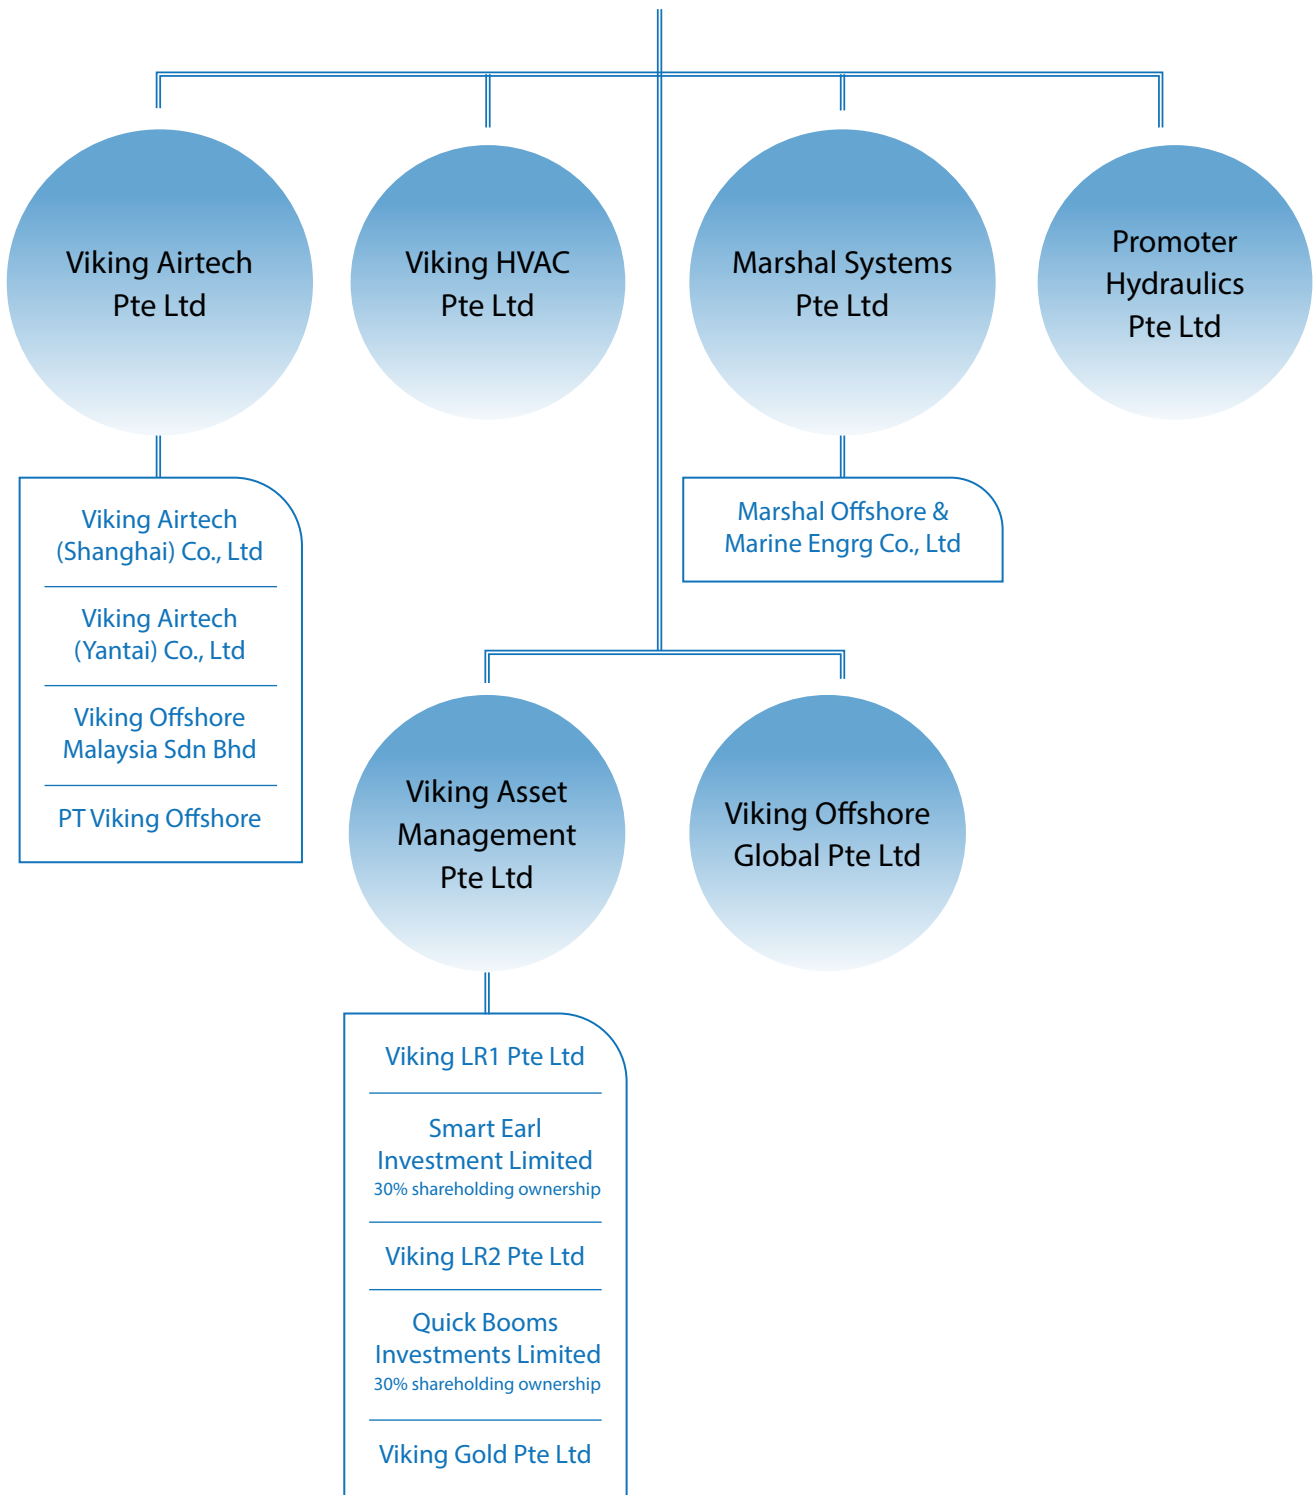 Viking Airtech
Pte Ltd
Viking HVAC
Pte Ltd
Marshal Systems
Pte Ltd
Promoter
Hydraulics
Pte Ltd
Viking Airtech
(Shanghai) Co., Ltd
Viking Airtech
(Yantai) Co., Ltd
Viking Offshore
Malaysia Sdn Bhd
PT Viking Offshore
Marshal Offshore &
Marine Engrg Co., Ltd
Viking Asset
Management
Pte Ltd
Viking Offshore
Global Pte Ltd
Viking LR1 Pte Ltd
Smart Earl
Investment Limited
30% shareholding ownership
Viking LR2 Pte Ltd
Quick Booms
Investments Limited
30% shareholding ownership
Viking Gold Pte Ltd